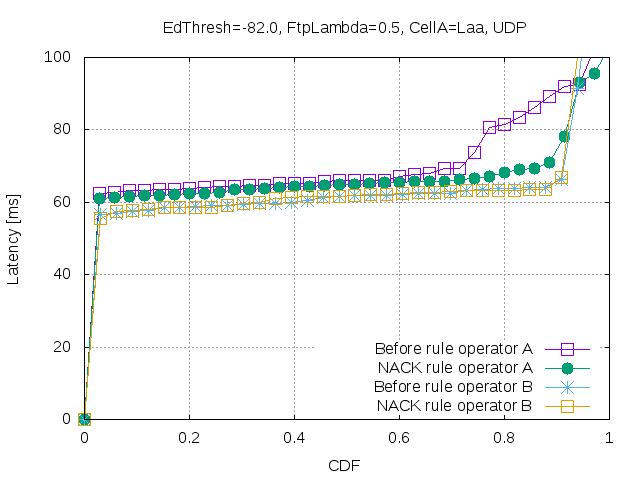 EdThresh=-82.0, FtpLambda=0.5, CellA=Laa, UDP
100
80
60
40
20
0
Latency [ms]
Before rule operator A
NACK rule operator A
Before rule operator B
NACK rule operator B
0
0.2
0.4
0.6
0.8
1
CDF